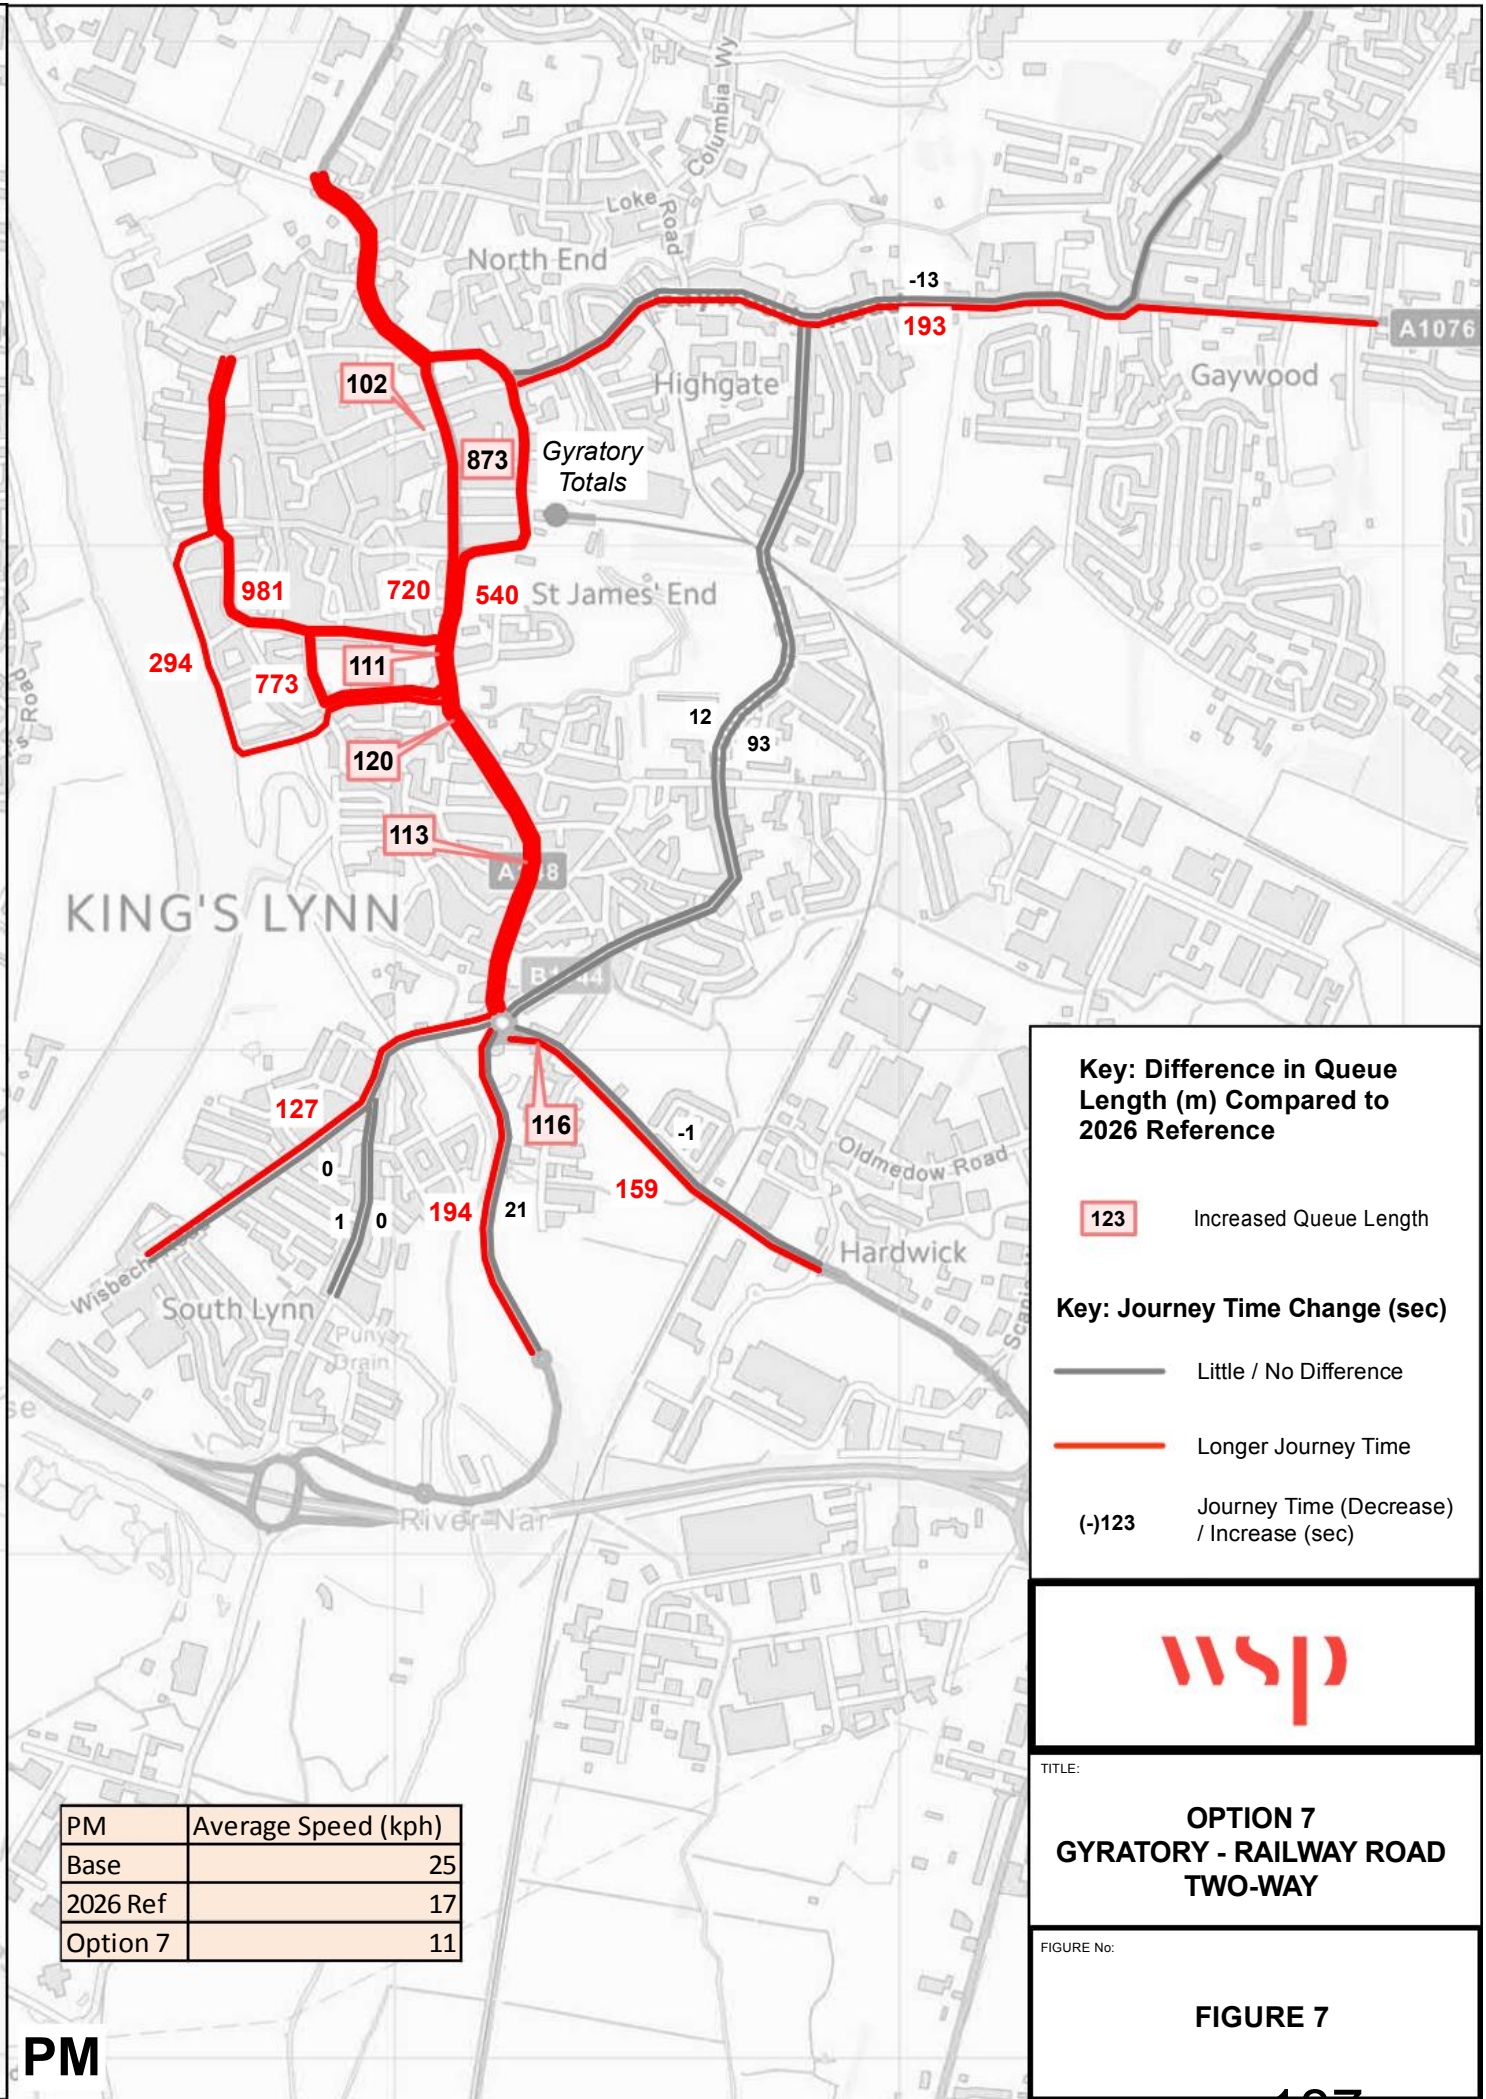 Columbia Wy
Loke Road
North End
-13
193
A1076
Gaywood
Highgate
102
873
Gyratory
Totals
981
720
540
St James' End
294
773
111
12
93
120
113
KING'S LYNN
127
0
1
0
194
21
116
-1
159
Oldmedow Road
Hardwick
Wisbech
South Lynn
Puny
Drain
River Nar
Road
se
Key: Difference in Queue
Length (m) Compared to
2026 Reference
123 Increased Queue Length
Key: Journey Time Change (sec)
Little / No Difference
Longer Journey Time
(-)123 Journey Time (Decrease)
/ Increase (sec)
wsp
TITLE:
OPTION 7
GYRATORY - RAILWAY ROAD
TWO-WAY
FIGURE No:
FIGURE 7
PM Average Speed (kph)
Base 25
2026 Ref 17
Option 7 11
PM